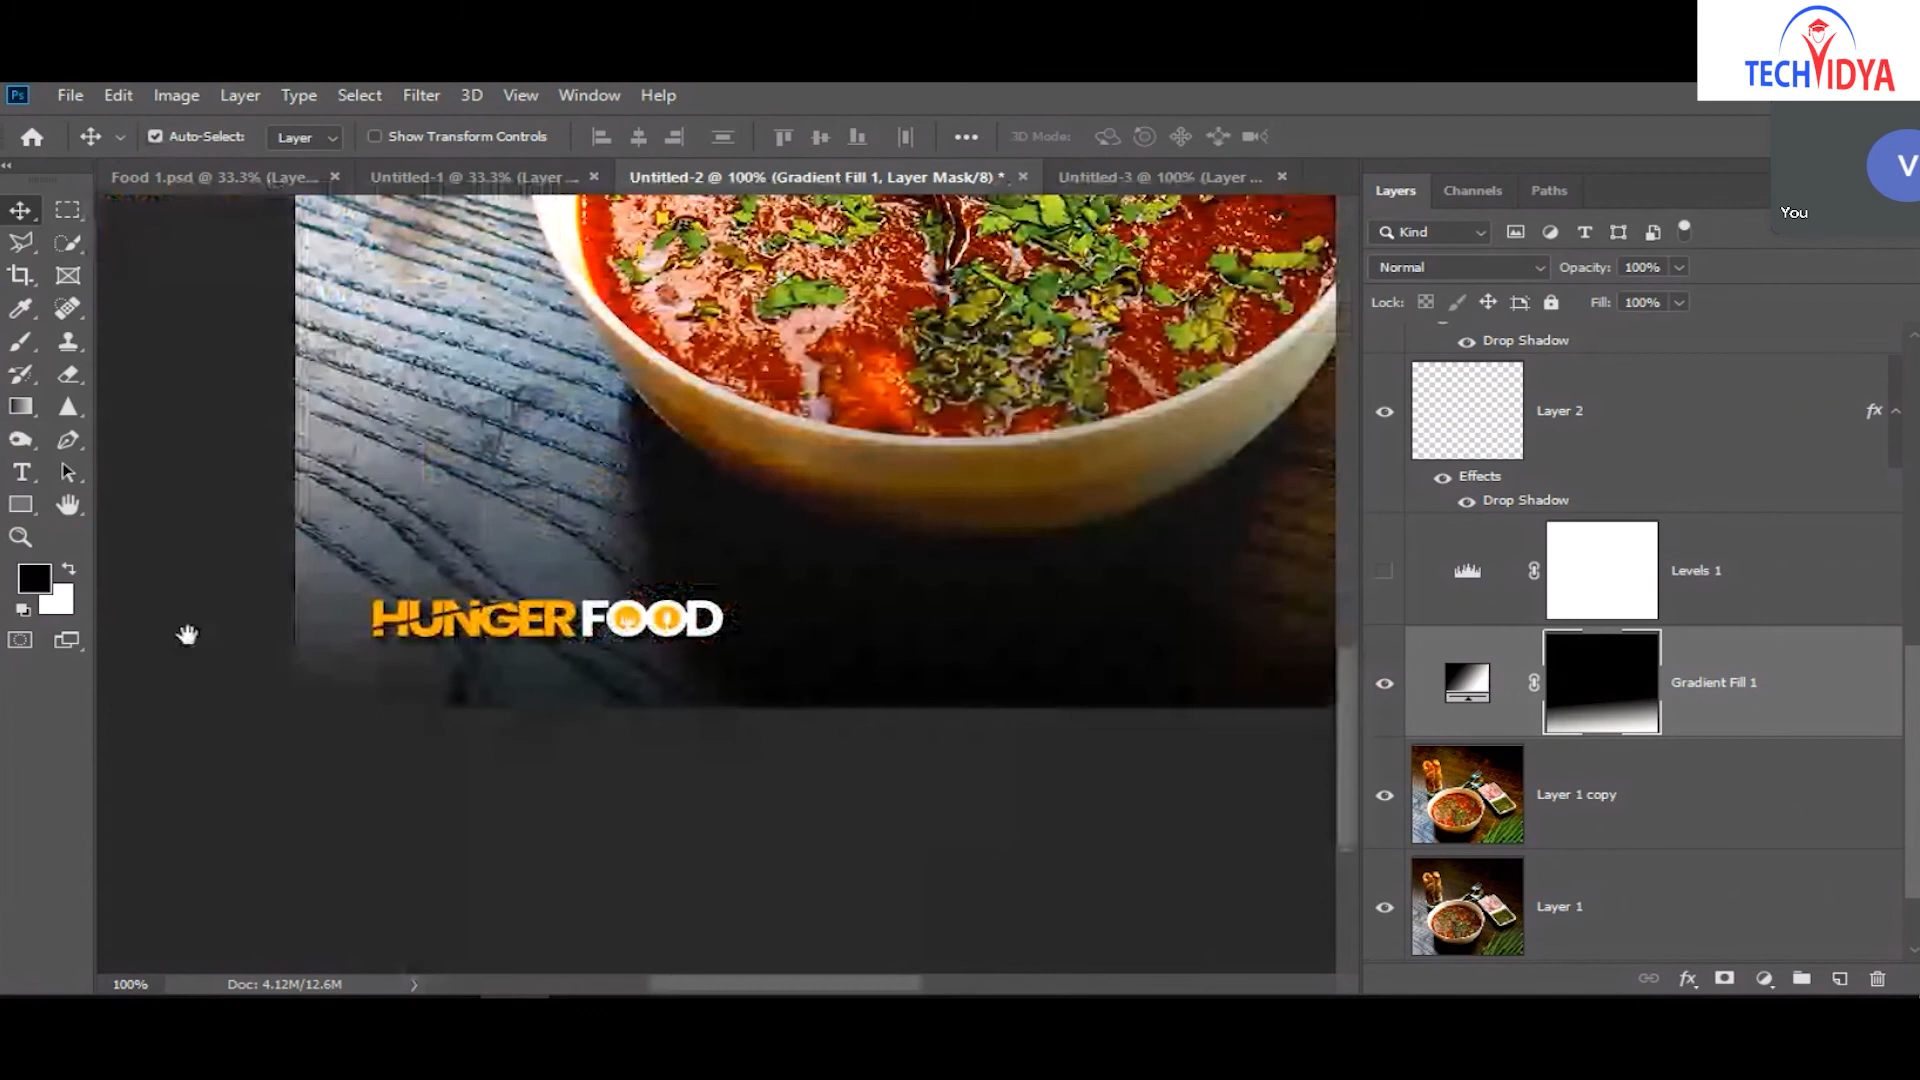 TECHVIDYA
Ps File Edit Image Layer Type Select Filter 3D View Window Help
V
You
Auto-Select: Layer Show Transform Controls ••• 3D Mode:
Food 1.psd @ 33.3% (Laye... × Untitled-1 @ 33.3% (Layer ... × Untitled-2 @ 100% (Gradient Fill 1, Layer Mask/8) * × Untitled-3 @ 100% (Layer ... ×
Layers Channels Paths
Kind
Normal Opacity: 100%
Lock: Fill: 100%
Drop Shadow
Layer 2 fx
Effects
Drop Shadow
Levels 1
HUNGER FOOD
Gradient Fill 1
Layer 1 copy
Layer 1
100% Doc: 4.12M/12.6M
fx